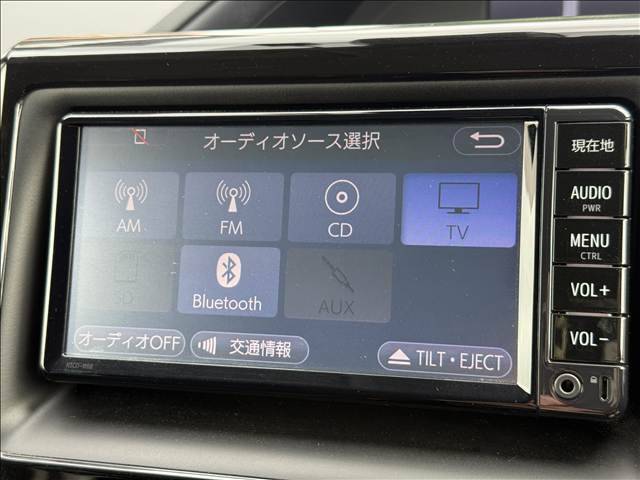 オーディオソース選択
AM
FM
CD
TV
SD
Bluetooth
AUX
オーディオOFF
交通情報
TILT・EJECT
現在地
AUDIO
PWR
MENU
CTRL
VOL+
VOL-